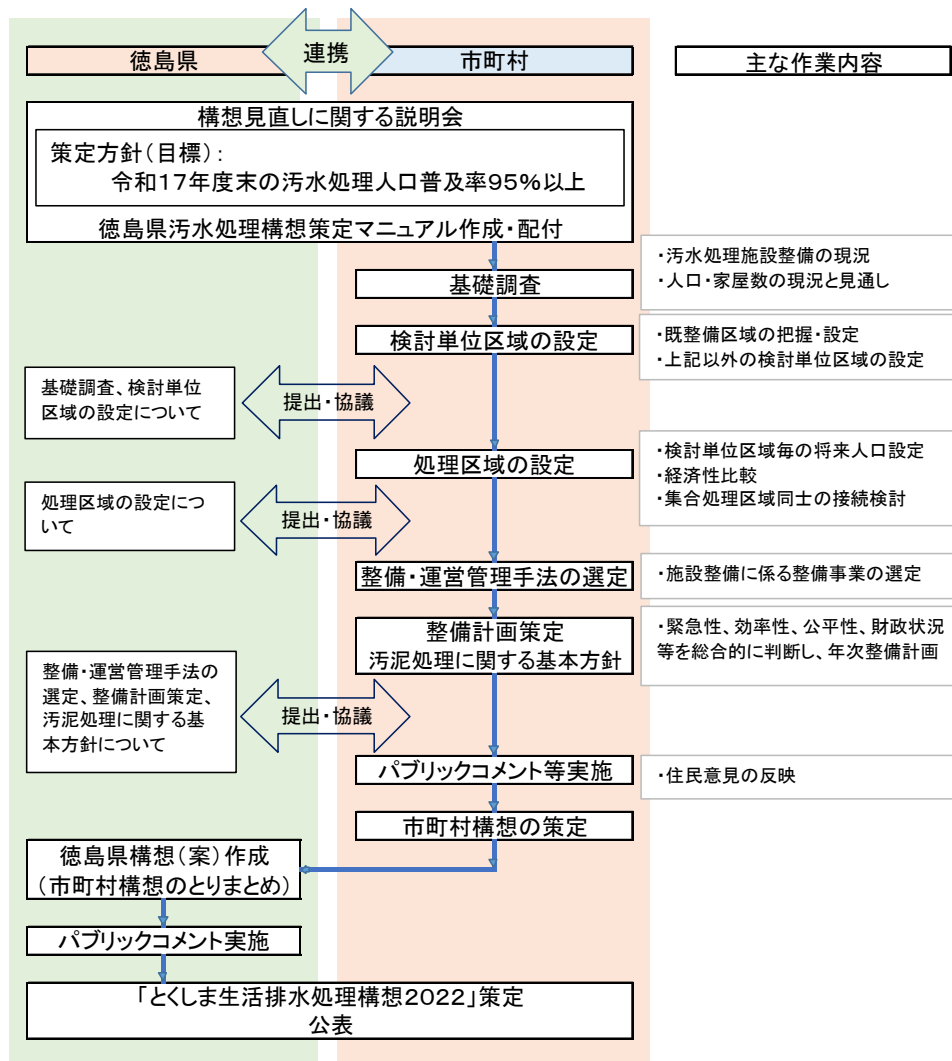 徳島県
連携
市町村
主な作業内容
構想見直しに関する説明会
策定方針（目標）：
令和17年度末の汚水処理人口普及率95％以上
徳島県汚水処理構想策定マニュアル作成・配付
基礎調査
・汚水処理施設整備の現況
・人口・家屋数の現況と見通し
検討単位区域の設定
・既整備区域の把握・設定
・上記以外の検討単位区域の設定
基礎調査、検討単位
区域の設定について
提出・協議
処理区域の設定
・検討単位区域毎の将来人口設定
・経済性比較
・集合処理区域同士の接続検討
処理区域の設定につ
いて
提出・協議
整備・運営管理手法の選定
・施設整備に係る整備事業の選定
整備計画策定
汚泥処理に関する基本方針
・緊急性、効率性、公平性、財政状況
等を総合的に判断し、年次整備計画
整備・運営管理手法の
選定、整備計画策定、
汚泥処理に関する基
本方針について
提出・協議
パブリックコメント等実施
・住民意見の反映
市町村構想の策定
徳島県構想（案）作成
（市町村構想のとりまとめ）
パブリックコメント実施
「とくしま生活排水処理構想2022」策定
公表